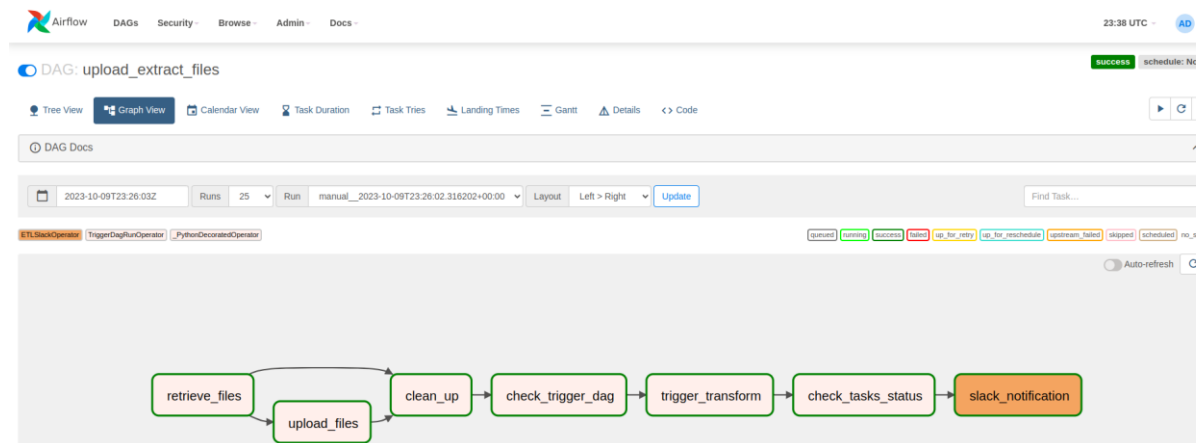 Airflow DAGs Security Browse Admin Docs 23:38 UTC AD
DAG: upload_extract_files success schedule: No
Tree View Graph View Calendar View Task Duration Task Tries Landing Times Gantt Details <> Code
DAG Docs
2023-10-09T23:26:03Z Runs 25 Run manual__2023-10-09T23:26:02.316202+00:00 Layout Left > Right Update Find Task...
ETLSlackOperator TriggerDagRunOperator _PythonDecoratedOperator queued running success failed up_for_retry up_for_reschedule upstream_failed skipped scheduled no_s
Auto-refresh
retrieve_files clean_up check_trigger_dag trigger_transform check_tasks_status slack_notification
upload_files